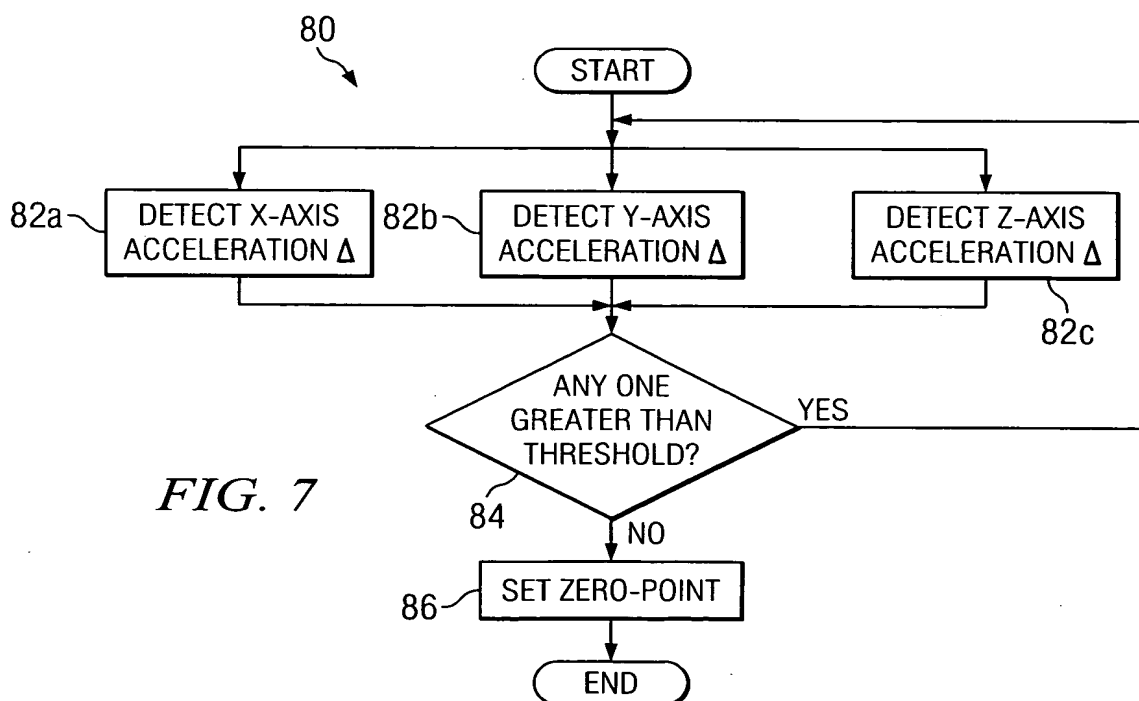 80
START
82a
DETECT X-AXIS
ACCELERATION Δ
82b
DETECT Y-AXIS
ACCELERATION Δ
DETECT Z-AXIS
ACCELERATION Δ
82c
ANY ONE
GREATER THAN
THRESHOLD?
YES
84
NO
FIG. 7
86
SET ZERO-POINT
END